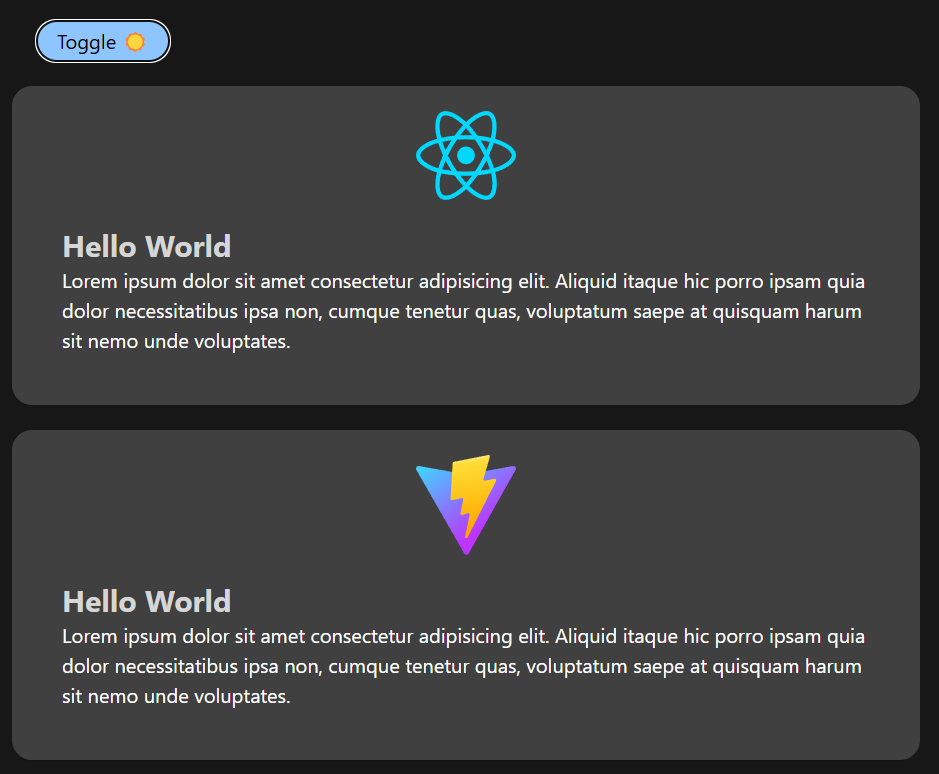 Toggle ☀️
Hello World
Lorem ipsum dolor sit amet consectetur adipisicing elit. Aliquid itaque hic porro ipsam quia
dolor necessitatibus ipsa non, cumque tenetur quas, voluptatum saepe at quisquam harum
sit nemo unde voluptates.
Hello World
Lorem ipsum dolor sit amet consectetur adipisicing elit. Aliquid itaque hic porro ipsam quia
dolor necessitatibus ipsa non, cumque tenetur quas, voluptatum saepe at quisquam harum
sit nemo unde voluptates.